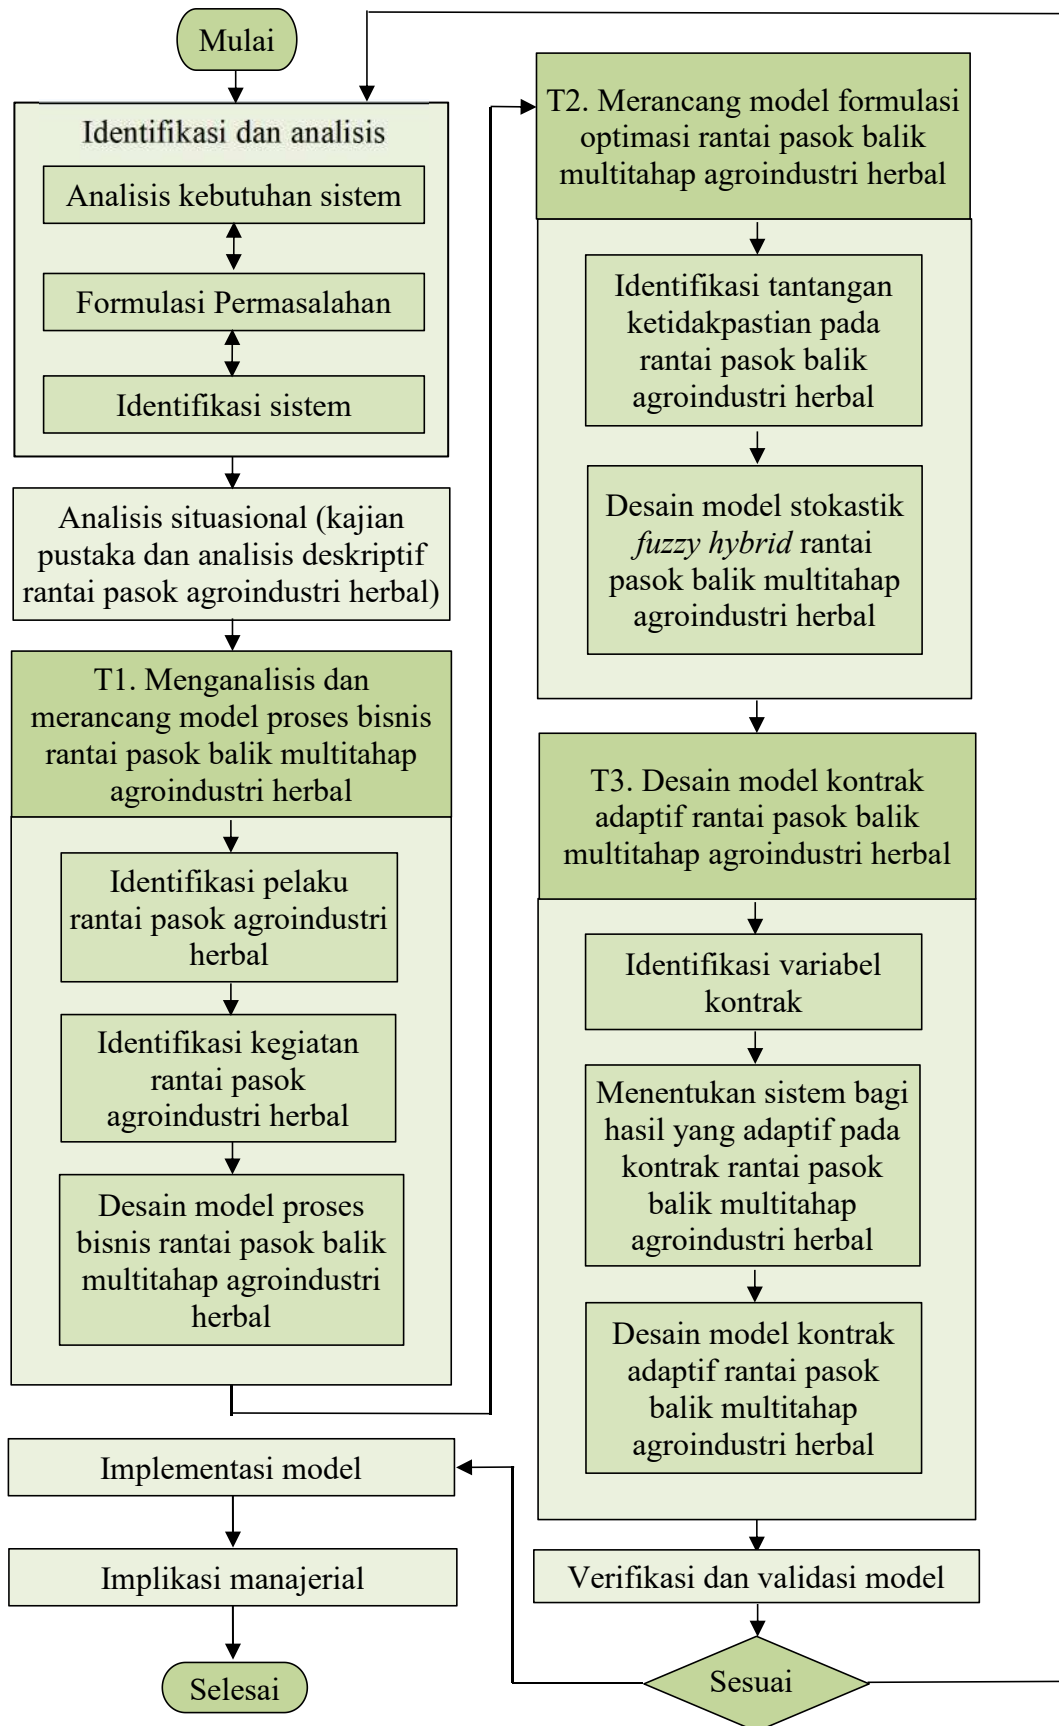 Mulai
Identifikasi dan analisis
Analisis kebutuhan sistem
Formulasi Permasalahan
Identifikasi sistem
Analisis situasional (kajian
pustaka dan analisis deskriptif
rantai pasok agroindustri herbal)
T1. Menganalisis dan
merancang model proses bisnis
rantai pasok balik multitahap
agroindustri herbal
Identifikasi pelaku
rantai pasok agroindustri
herbal
Identifikasi kegiatan
rantai pasok
agroindustri herbal
Desain model proses
bisnis rantai pasok balik
multitahap agroindustri
herbal
T2. Merancang model formulasi
optimasi rantai pasok balik
multitahap agroindustri herbal
Identifikasi tantangan
ketidakpastian pada
rantai pasok balik
agroindustri herbal
Desain model stokastik
fuzzy hybrid rantai
pasok balik multitahap
agroindustri herbal
T3. Desain model kontrak
adaptif rantai pasok balik
multitahap agroindustri herbal
Identifikasi variabel
kontrak
Menentukan sistem bagi
hasil yang adaptif pada
kontrak rantai pasok
balik multitahap
agroindustri herbal
Desain model kontrak
adaptif rantai pasok
balik multitahap
agroindustri herbal
Verifikasi dan validasi model
Sesuai
Implementasi model
Implikasi manajerial
Selesai